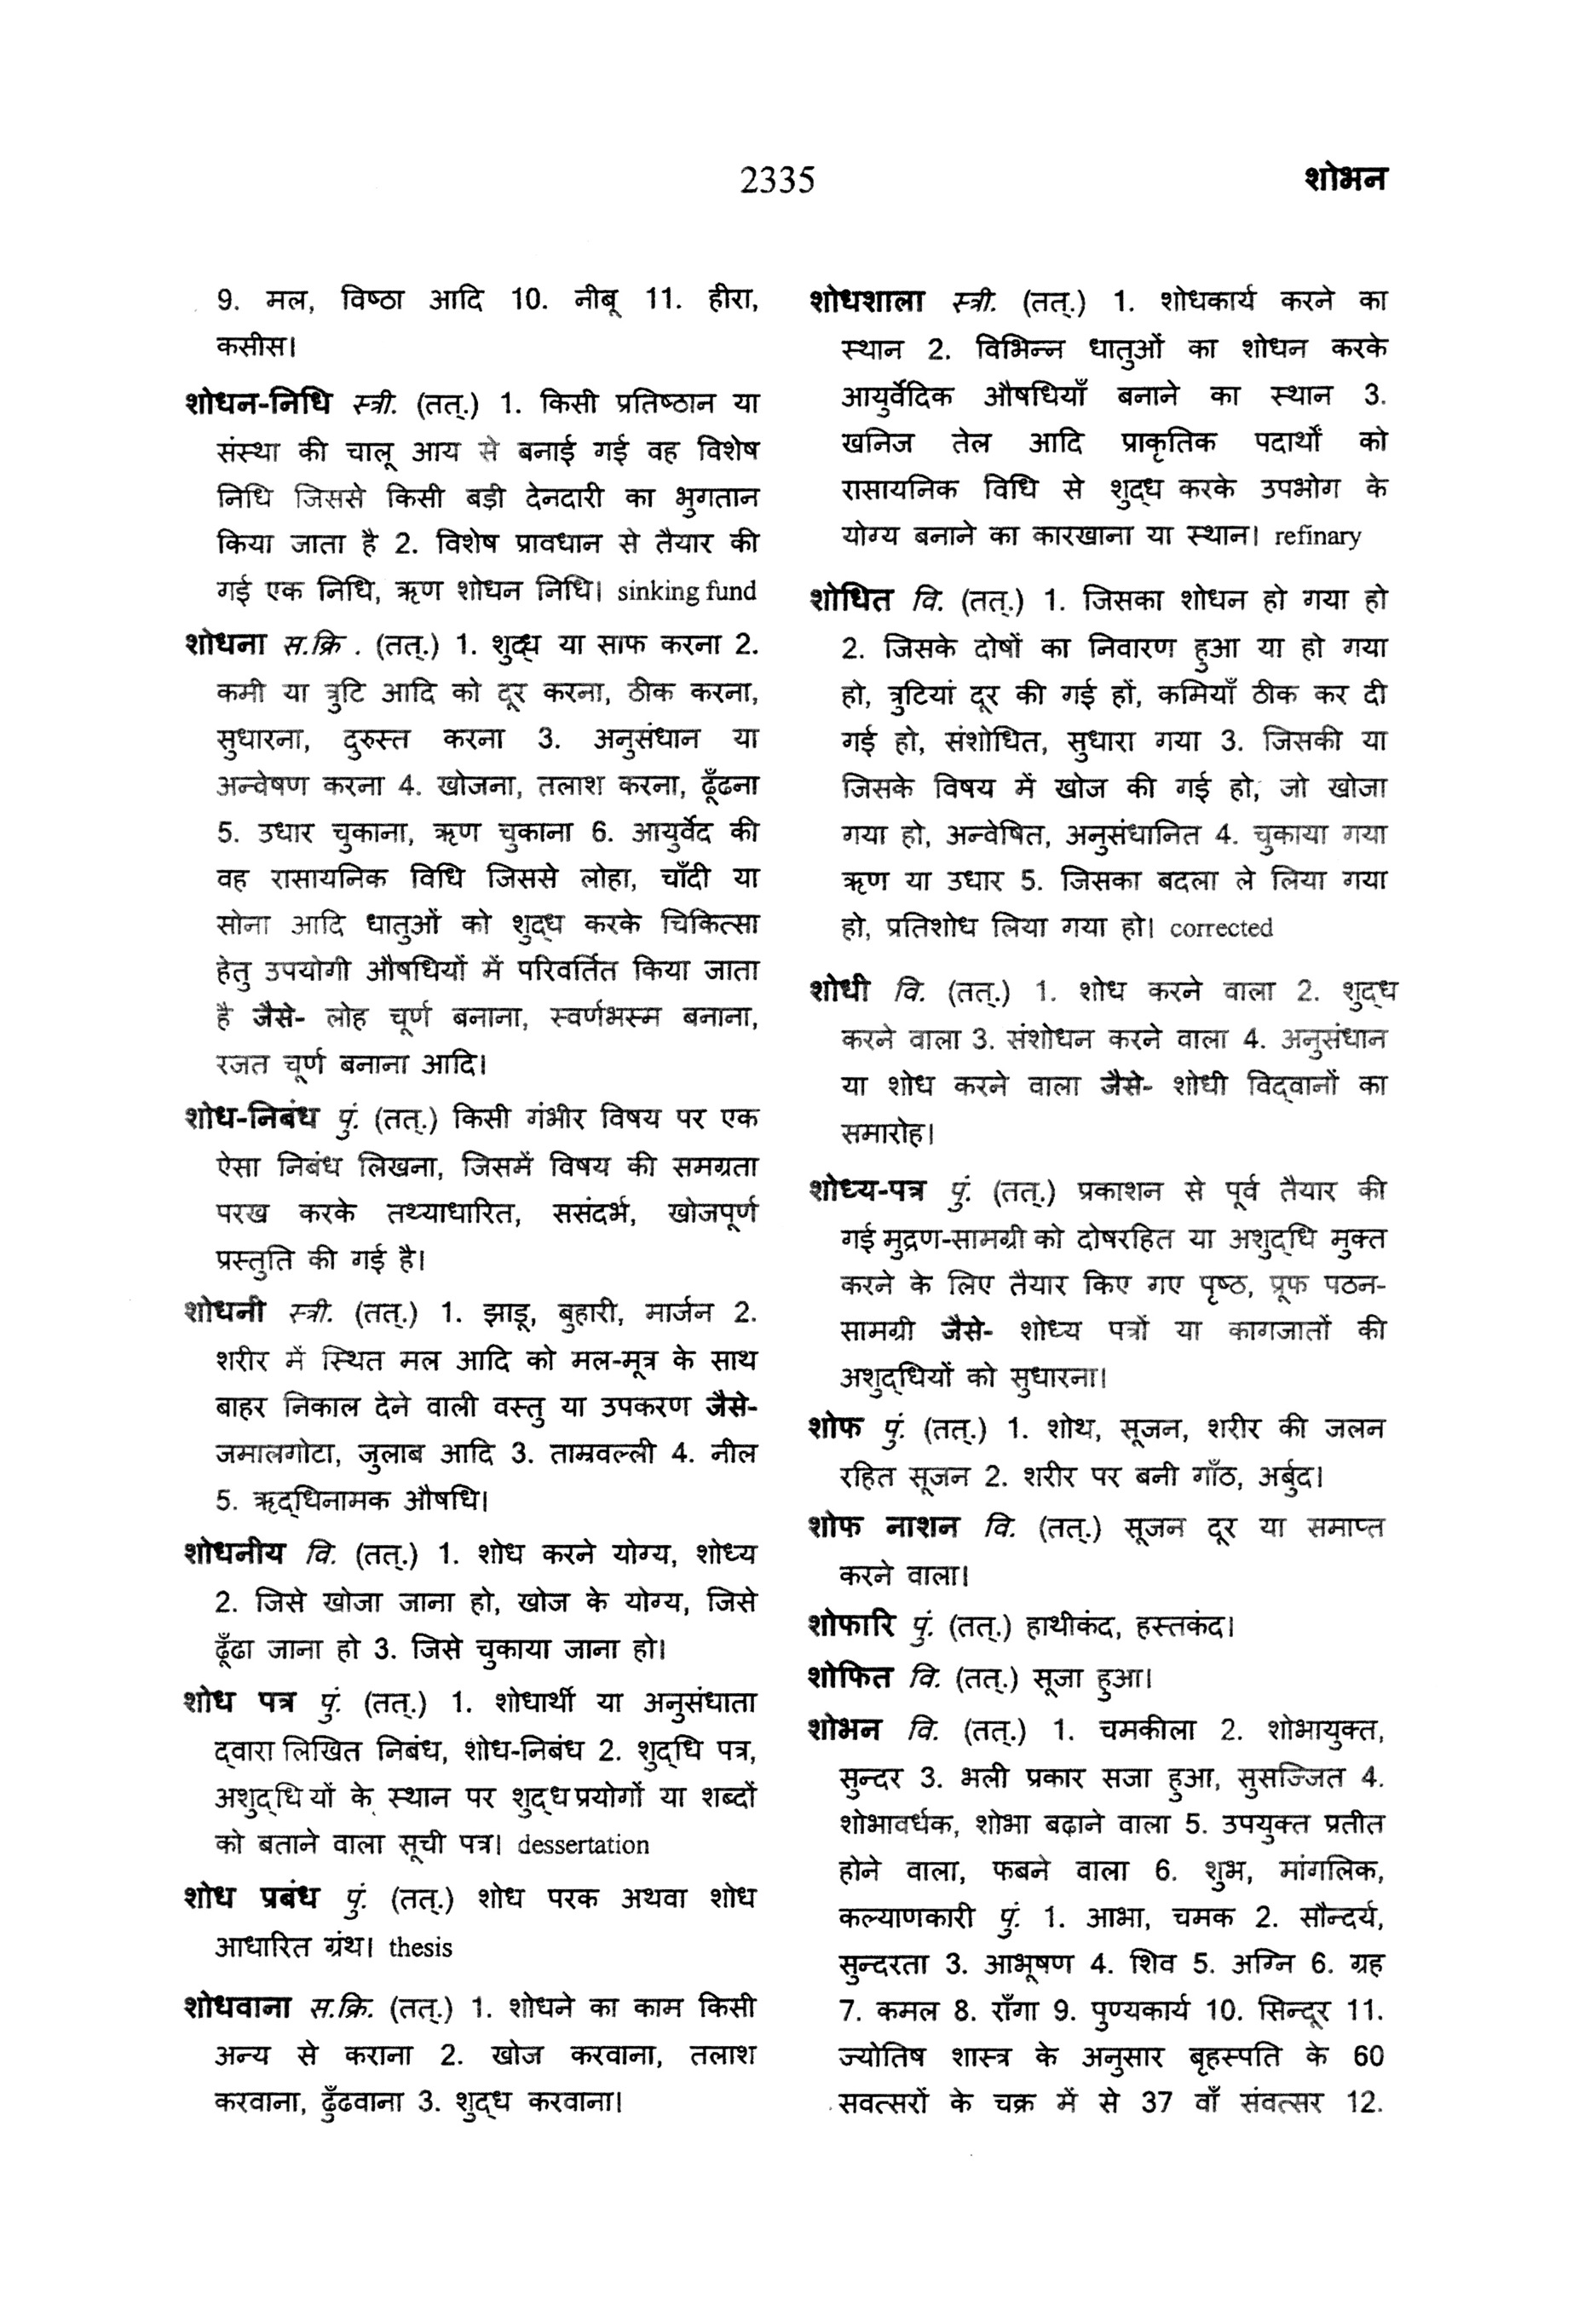 2335
शोभन
9. मल, विष्ठा आदि 10. नीबू 11. हीरा,
कसीस।
शोधन-निधि स्त्री. (तत्.) 1. किसी प्रतिष्ठान या
संस्था की चालू आय से बनाई गई वह विशेष
निधि जिससे किसी बड़ी देनदारी का भुगतान
किया जाता है 2. विशेष प्रावधान से तैयार की
गई एक निधि, ऋण शोधन निधि। sinking fund
शोधना स.क्रि . (तत्.) 1. शुद्ध या साफ करना 2.
कमी या त्रुटि आदि को दूर करना, ठीक करना,
सुधारना, दुरुस्त करना 3. अनुसंधान या
अन्वेषण करना 4. खोजना, तलाश करना, ढूँढना
5. उधार चुकाना, ऋण चुकाना 6. आयुर्वेद की
वह रासायनिक विधि जिससे लोहा, चाँदी या
सोना आदि धातुओं को शुद्ध करके चिकित्सा
हेतु उपयोगी औषधियों में परिवर्तित किया जाता
है जैसे- लोह चूर्ण बनाना, स्वर्णभस्म बनाना,
रजत चूर्ण बनाना आदि।
शोध-निबंध पुं. (तत्.) किसी गंभीर विषय पर एक
ऐसा निबंध लिखना, जिसमें विषय की समग्रता
परख करके तथ्याधारित, ससंदर्भ, खोजपूर्ण
प्रस्तुति की गई है।
शोधनी स्त्री. (तत्.) 1. झाडू, बुहारी, मार्जन 2.
शरीर में स्थित मल आदि को मल-मूत्र के साथ
बाहर निकाल देने वाली वस्तु या उपकरण जैसे-
जमालगोटा, जुलाब आदि 3. ताम्रवल्ली 4. नील
5. ऋद्धिनामक औषधि।
शोधनीय वि. (तत्.) 1. शोध करने योग्य, शोध्य
2. जिसे खोजा जाना हो, खोज के योग्य, जिसे
ढूँढा जाना हो 3. जिसे चुकाया जाना हो।
शोध पत्र पुं. (तत्.) 1. शोधार्थी या अनुसंधाता
द्वारा लिखित निबंध, शोध-निबंध 2. शुद्धि पत्र,
अशुद्धियों के स्थान पर शुद्ध प्रयोगों या शब्दों
को बताने वाला सूची पत्र। dessertation
शोध प्रबंध पुं. (तत्.) शोध परक अथवा शोध
आधारित ग्रंथ। thesis
शोधवाना स.क्रि. (तत्.) 1. शोधने का काम किसी
अन्य से कराना 2. खोज करवाना, तलाश
करवाना, ढुँढवाना 3. शुद्ध करवाना।
शोधशाला स्त्री. (तत्.) 1. शोधकार्य करने का
स्थान 2. विभिन्न धातुओं का शोधन करके
आयुर्वेदिक औषधियाँ बनाने का स्थान 3.
खनिज तेल आदि प्राकृतिक पदार्थों को
रासायनिक विधि से शुद्ध करके उपभोग के
योग्य बनाने का कारखाना या स्थान। refinary
शोधित वि. (तत्.) 1. जिसका शोधन हो गया हो
2. जिसके दोषों का निवारण हुआ या हो गया
हो, त्रुटियां दूर की गई हों, कमियाँ ठीक कर दी
गई हो, संशोधित, सुधारा गया 3. जिसकी या
जिसके विषय में खोज की गई हो, जो खोजा
गया हो, अन्वेषित, अनुसंधानित 4. चुकाया गया
ऋण या उधार 5. जिसका बदला ले लिया गया
हो, प्रतिशोध लिया गया हो। corrected
शोधी वि. (तत्.) 1. शोध करने वाला 2. शुद्ध
करने वाला 3. संशोधन करने वाला 4. अनुसंधान
या शोध करने वाला जैसे- शोधी विद्वानों का
समारोह।
शोध्य-पत्र पुं. (तत्.) प्रकाशन से पूर्व तैयार की
गई मुद्रण-सामग्री को दोषरहित या अशुद्धि मुक्त
करने के लिए तैयार किए गए पृष्ठ, प्रूफ पठन-
सामग्री जैसे- शोध्य पत्रों या कागजातों की
अशुद्धियों को सुधारना।
शोफ पुं. (तत्.) 1. शोथ, सूजन, शरीर की जलन
रहित सूजन 2. शरीर पर बनी गाँठ, अर्बुद।
शोफ नाशन वि. (तत्.) सूजन दूर या समाप्त
करने वाला।
शोफारि पुं. (तत्.) हाथीकंद, हस्तकंद।
शोफित वि. (तत्.) सूजा हुआ।
शोभन वि. (तत्.) 1. चमकीला 2. शोभायुक्त,
सुन्दर 3. भली प्रकार सजा हुआ, सुसज्जित 4.
शोभावर्धक, शोभा बढ़ाने वाला 5. उपयुक्त प्रतीत
होने वाला, फबने वाला 6. शुभ, मांगलिक,
कल्याणकारी पुं. 1. आभा, चमक 2. सौन्दर्य,
सुन्दरता 3. आभूषण 4. शिव 5. अग्नि 6. ग्रह
7. कमल 8. राँगा 9. पुण्यकार्य 10. सिन्दूर 11.
ज्योतिष शास्त्र के अनुसार बृहस्पति के 60
सवत्सरों के चक्र में से 37 वाँ संवत्सर 12.